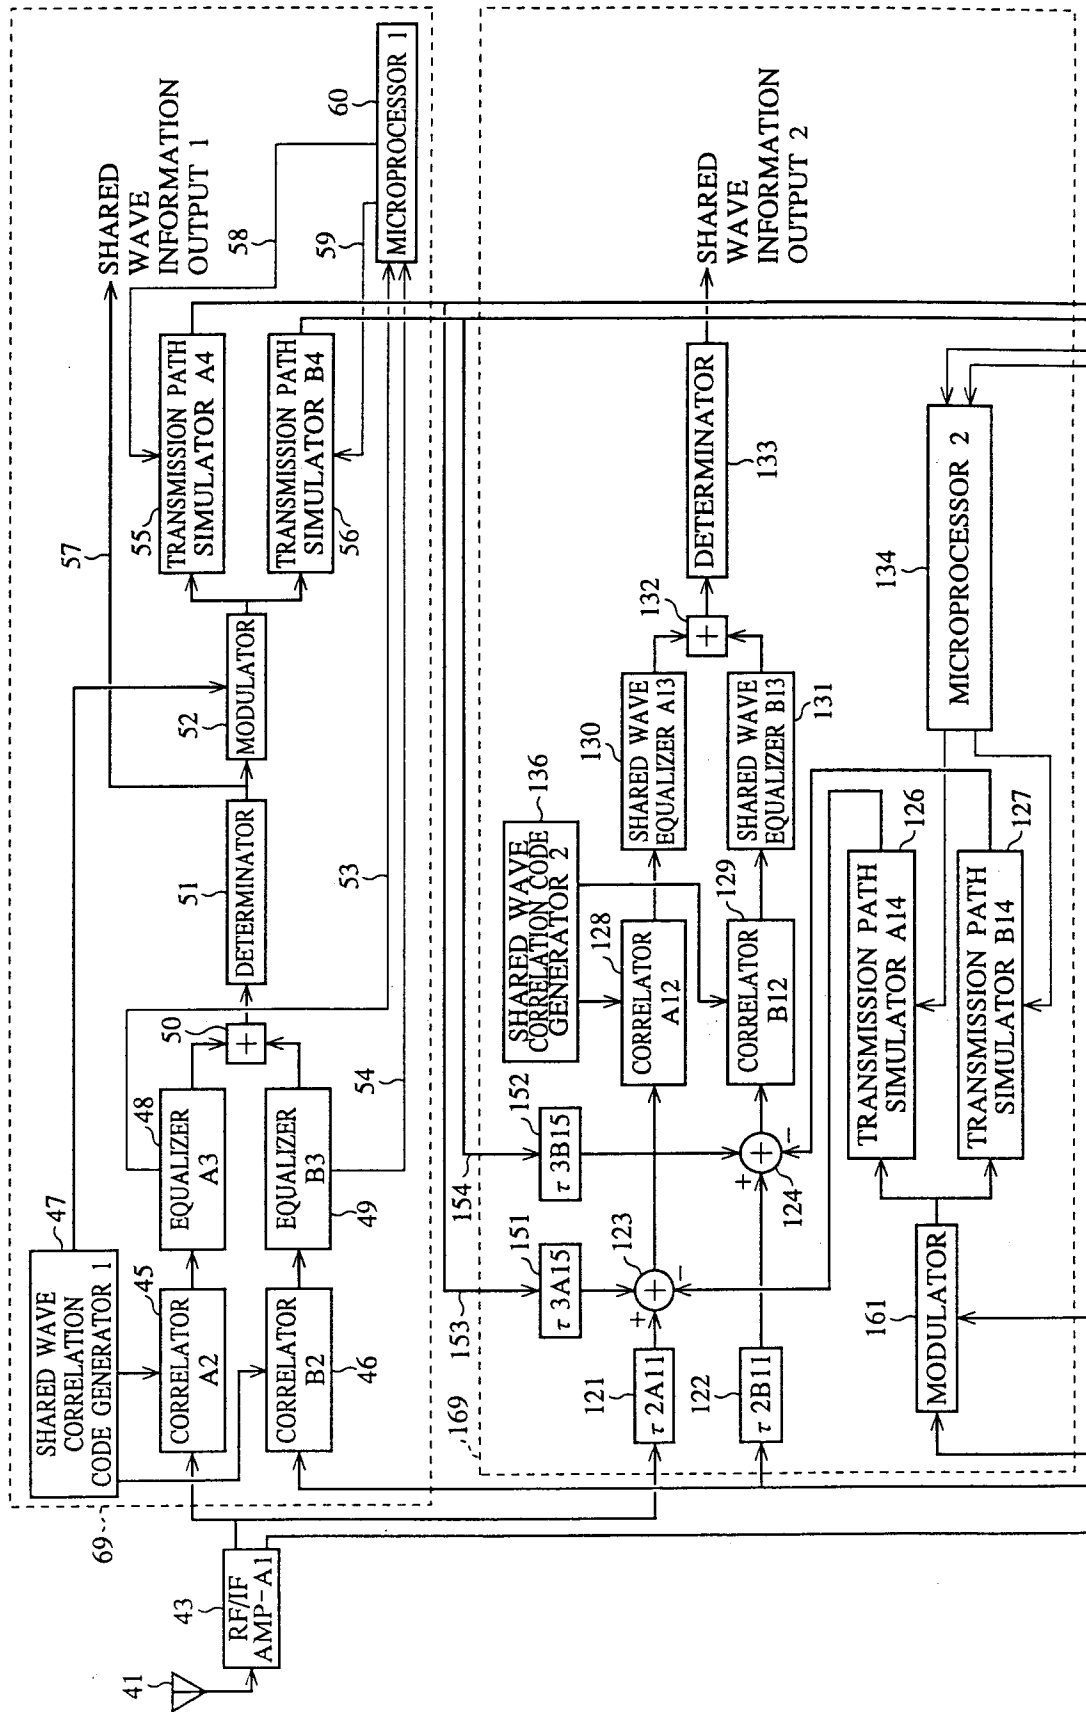 41
43
RF/IF
AMP-A1
69
47
SHARED WAVE
CORRELATION
CODE GENERATOR 1
45
CORRELATOR
A2
CORRELATOR
B2
46
48
EQUALIZER
A3
EQUALIZER
B3
49
50
+
51
DETERMINATOR
53
54
52
MODULATOR
57
55
TRANSMISSION PATH
SIMULATOR A4
TRANSMISSION PATH
SIMULATOR B4
56
SHARED
WAVE
INFORMATION
OUTPUT 1
58
59
60
MICROPROCESSOR 1
169
121
τ 2A11
122
τ 2B11
153
151
τ 3A15
154
152
τ 3B15
123
+
+
−
124
+
+
−
136
SHARED WAVE
CORRELATION CODE
GENERATOR 2
128
CORRELATOR
A12
129
CORRELATOR
B12
130
SHARED WAVE
EQUALIZER A13
SHARED WAVE
EQUALIZER B13
131
132
+
DETERMINATOR
133
SHARED
WAVE
INFORMATION
OUTPUT 2
161
MODULATOR
TRANSMISSION PATH
SIMULATOR A14
126
TRANSMISSION PATH
SIMULATOR B14
127
134
MICROPROCESSOR 2